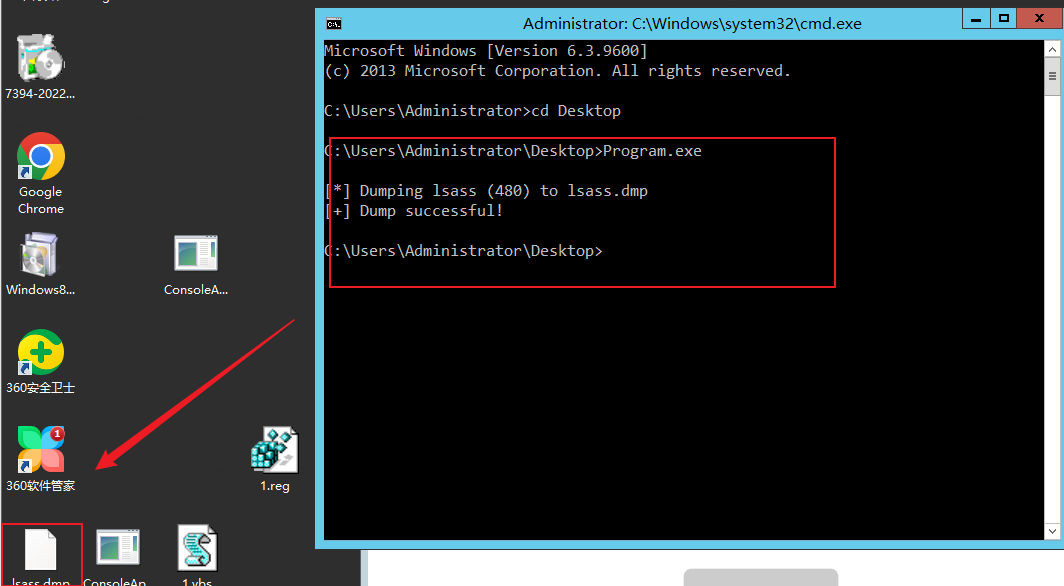 7394-2022...
Google
Chrome
Windows8...
ConsoleA...
360安全卫士
1
360软件管家
1.reg
lsass.dmp
ConsoleAp
1.vbs
Administrator: C:\Windows\system32\cmd.exe
C:\.
Microsoft Windows [Version 6.3.9600]
(c) 2013 Microsoft Corporation. All rights reserved.
C:\Users\Administrator>cd Desktop
C:\Users\Administrator\Desktop>Program.exe
[*] Dumping lsass (480) to lsass.dmp
[+] Dump successful!
C:\Users\Administrator\Desktop>